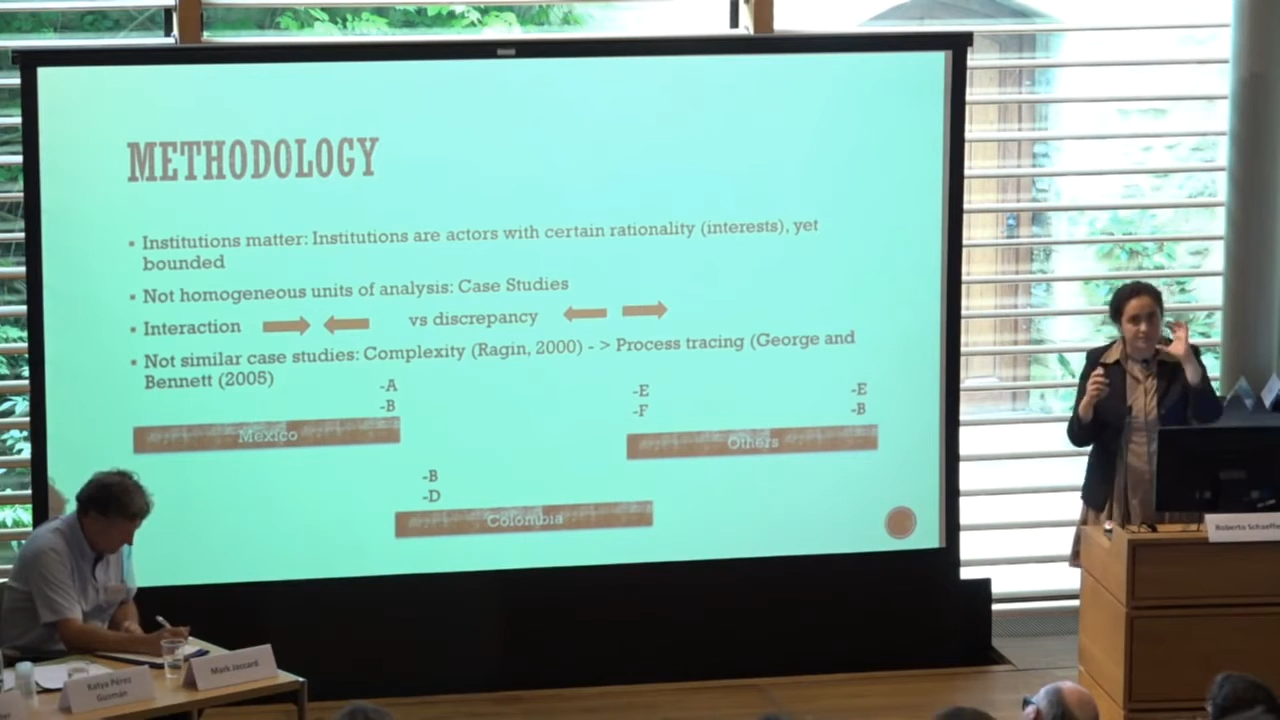 METHODOLOGY
▪ Institutions matter: Institutions are actors with certain rationality (interests), yet
bounded
▪ Not homogeneous units of analysis: Case Studies
▪ Interaction vs discrepancy
▪ Not similar case studies: Complexity (Ragin, 2000) - > Process tracing (George and
Bennett (2005)
-A
-B
Mexico
-E
-F
-E
-B
Others
-B
-D
Colombia
Roberto
Katya Pérez
Guzmán
Mark Jaccard